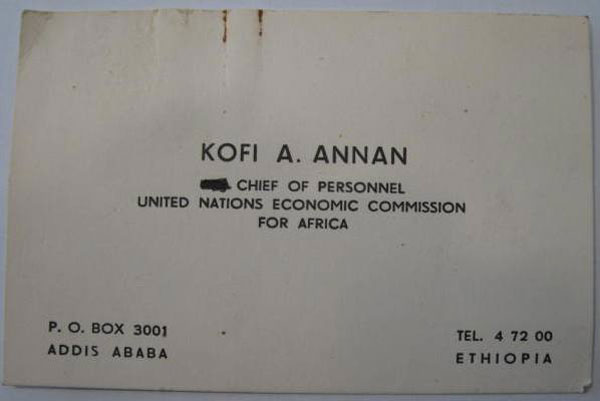 KOFI A. ANNAN
CHIEF OF PERSONNEL
UNITED NATIONS ECONOMIC COMMISSION
FOR AFRICA
P. O. BOX 3001
ADDIS ABABA
TEL. 4 72 00
ETHIOPIA